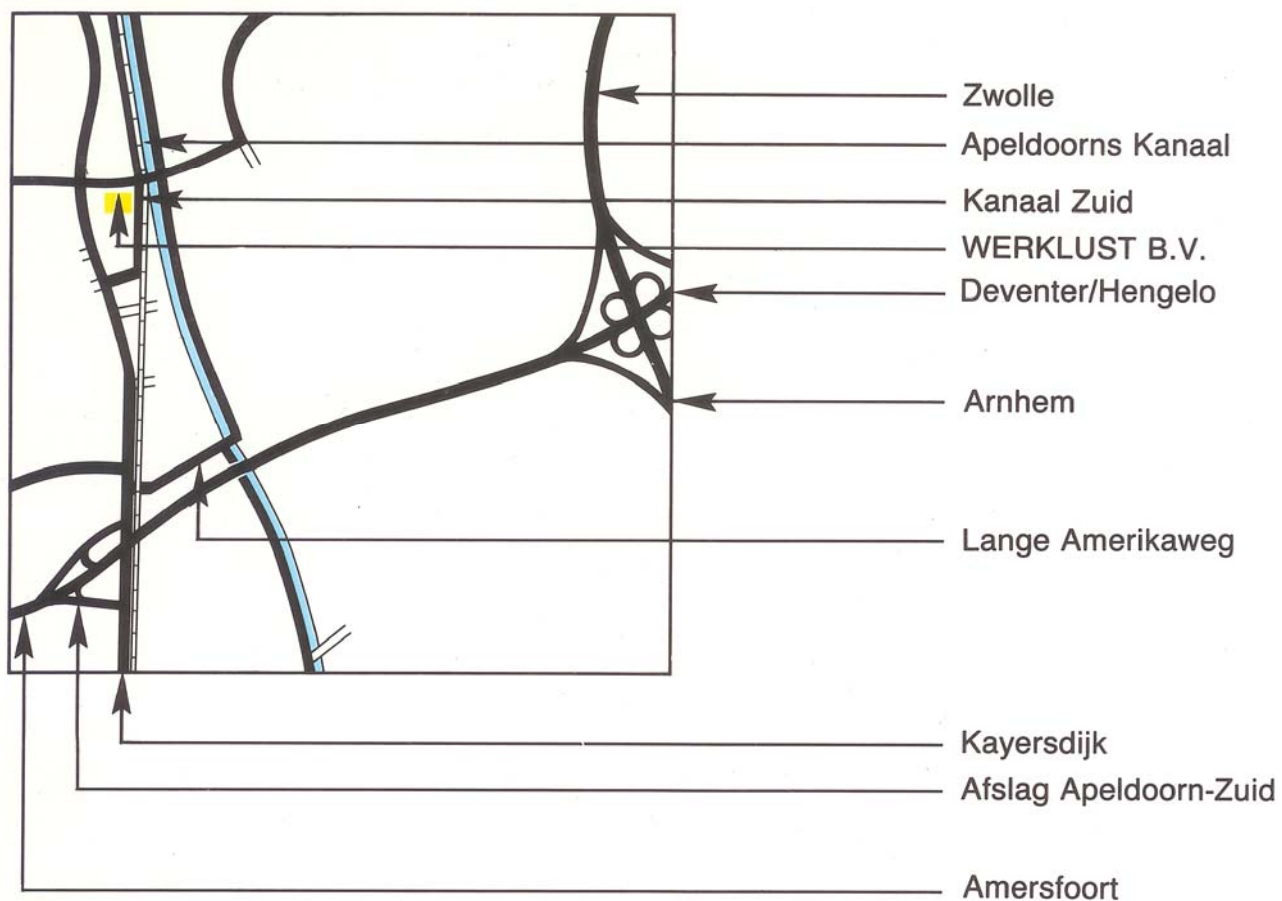 Zwolle
Apeldoorns Kanaal
Kanaal Zuid
WERKLUST B.V.
Deventer/Hengelo
Arnhem
Lange Amerikaweg
Kayersdijk
Afslag Apeldoorn-Zuid
Amersfoort